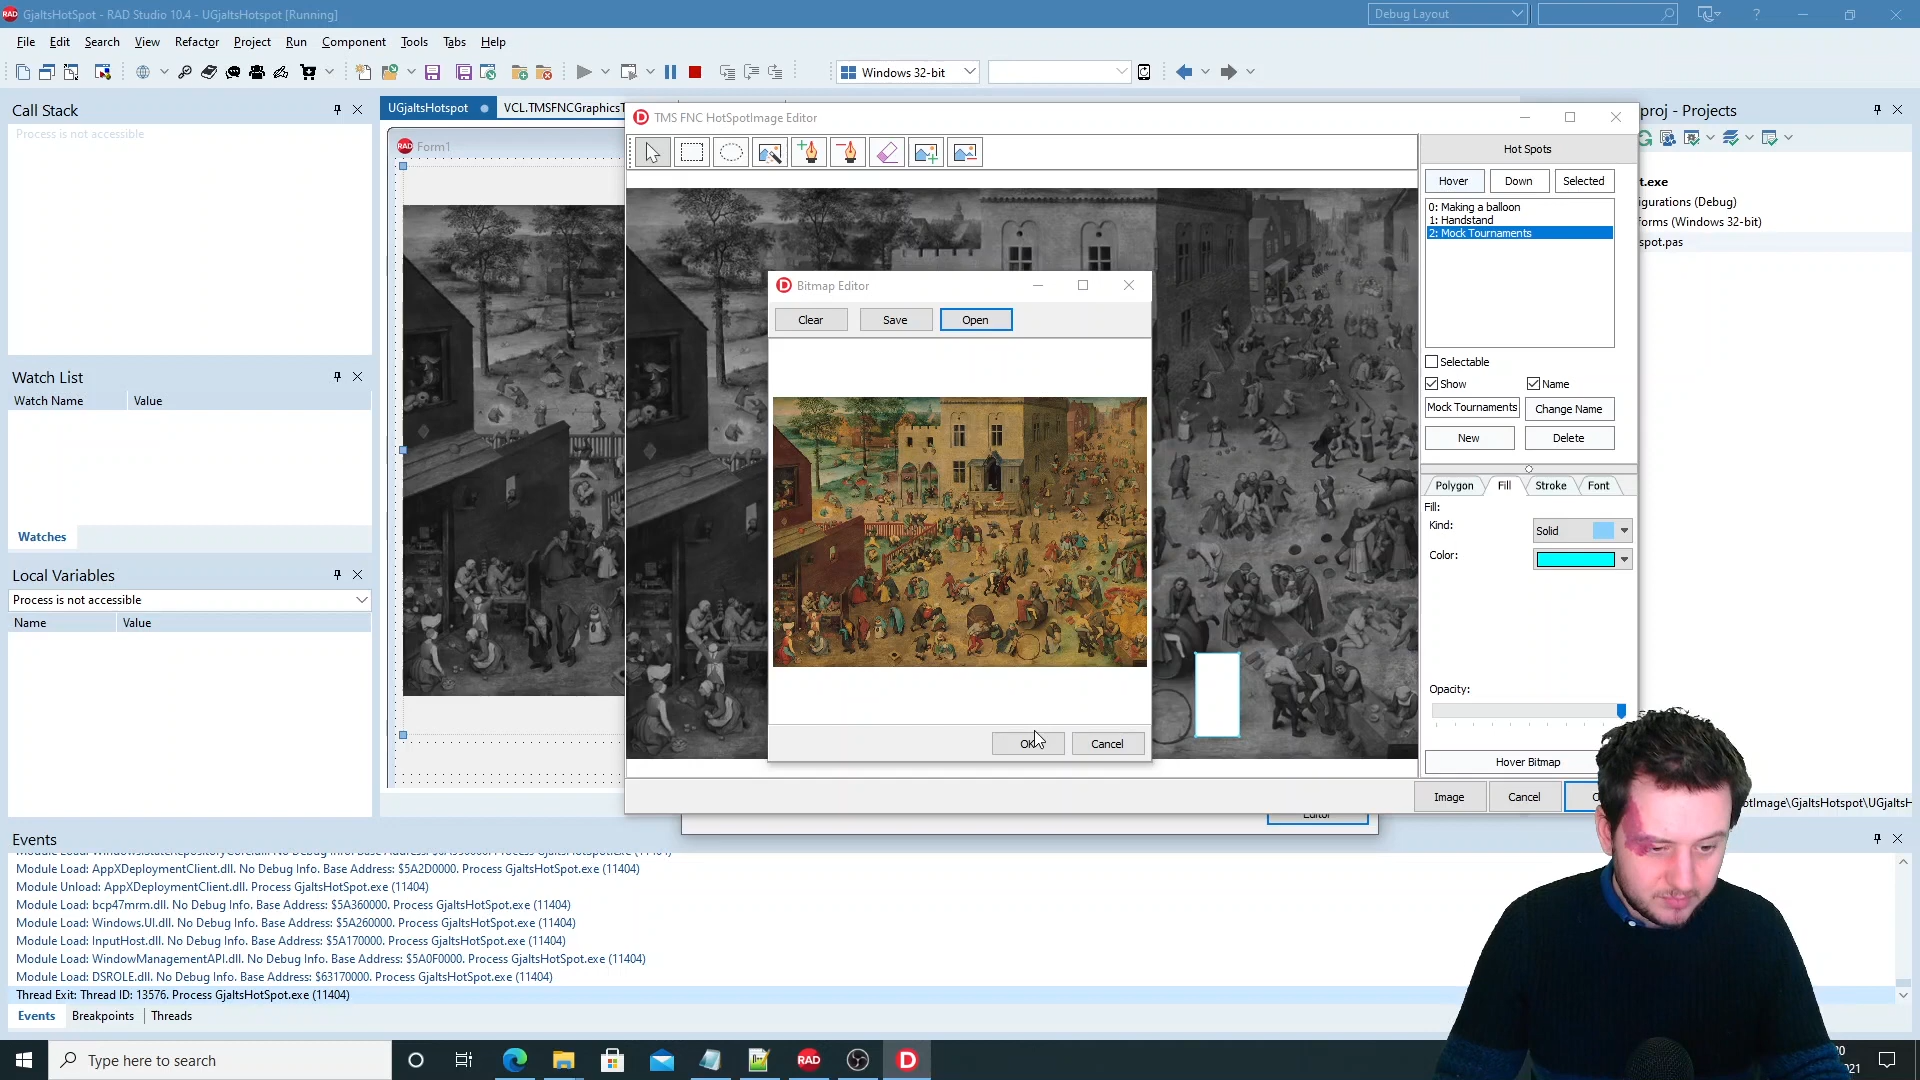 GjaltsHotSpot - RAD Studio 10.4 - UGjaltsHotspot [Running]
Debug Layout
File Edit Search View Refactor Project Run Component Tools Tabs Help
Windows 32-bit
Call Stack
Process is not accessible
Watch List
Watch Name Value
Watches
Local Variables
Process is not accessible
Name Value
UGjaltsHotspot
VCL.TMSFNCGraphicsT
Form1
TMS FNC HotSpotImage Editor
Bitmap Editor
Clear Save Open
OK Cancel
Hot Spots
Hover Down Selected
0: Making a balloon
1: Handstand
2: Mock Tournaments
Selectable
Show Name
Mock Tournaments Change Name
New Delete
Polygon Fill Stroke Font
Fill:
Kind: Solid
Color:
Opacity:
Hover Bitmap
Image Cancel
Editor
proj - Projects
t.exe
igurations (Debug)
forms (Windows 32-bit)
spot.pas
otImage\GjaltsHotspot\UGjaltsH
Events
Module Load: AppXDeploymentClient.dll. No Debug Info. Base Address: $5A2D0000. Process GjaltsHotSpot.exe (11404)
Module Unload: AppXDeploymentClient.dll. Process GjaltsHotSpot.exe (11404)
Module Load: bcp47mrm.dll. No Debug Info. Base Address: $5A360000. Process GjaltsHotSpot.exe (11404)
Module Load: Windows.UI.dll. No Debug Info. Base Address: $5A260000. Process GjaltsHotSpot.exe (11404)
Module Load: InputHost.dll. No Debug Info. Base Address: $5A170000. Process GjaltsHotSpot.exe (11404)
Module Load: WindowManagementAPI.dll. No Debug Info. Base Address: $5A0F0000. Process GjaltsHotSpot.exe (11404)
Module Load: DSROLE.dll. No Debug Info. Base Address: $63170000. Process GjaltsHotSpot.exe (11404)
Thread Exit: Thread ID: 13576. Process GjaltsHotSpot.exe (11404)
Events Breakpoints Threads
Type here to search